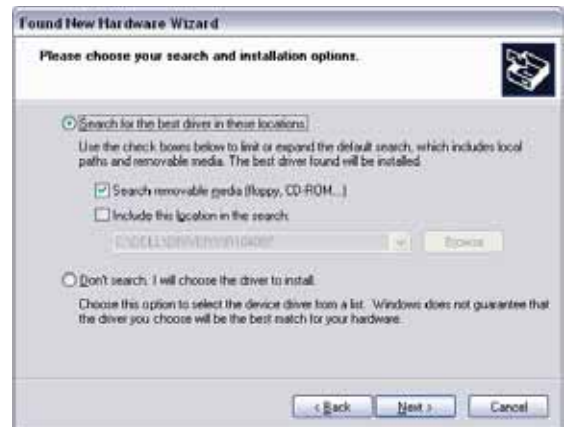 Found New Hardware Wizard
Please choose your search and installation options.
Search for the best driver in these locations.
Use the check boxes below to limit or expand the default search, which includes local
paths and removable media. The best driver found will be installed.
Search removable media (floppy, CD-ROM...)
Include this location in the search:
Browse
Don't search. I will choose the driver to install.
Choose this option to select the device driver from a list. Windows does not guarantee that
the driver you choose will be the best match for your hardware.
< Back Next > Cancel